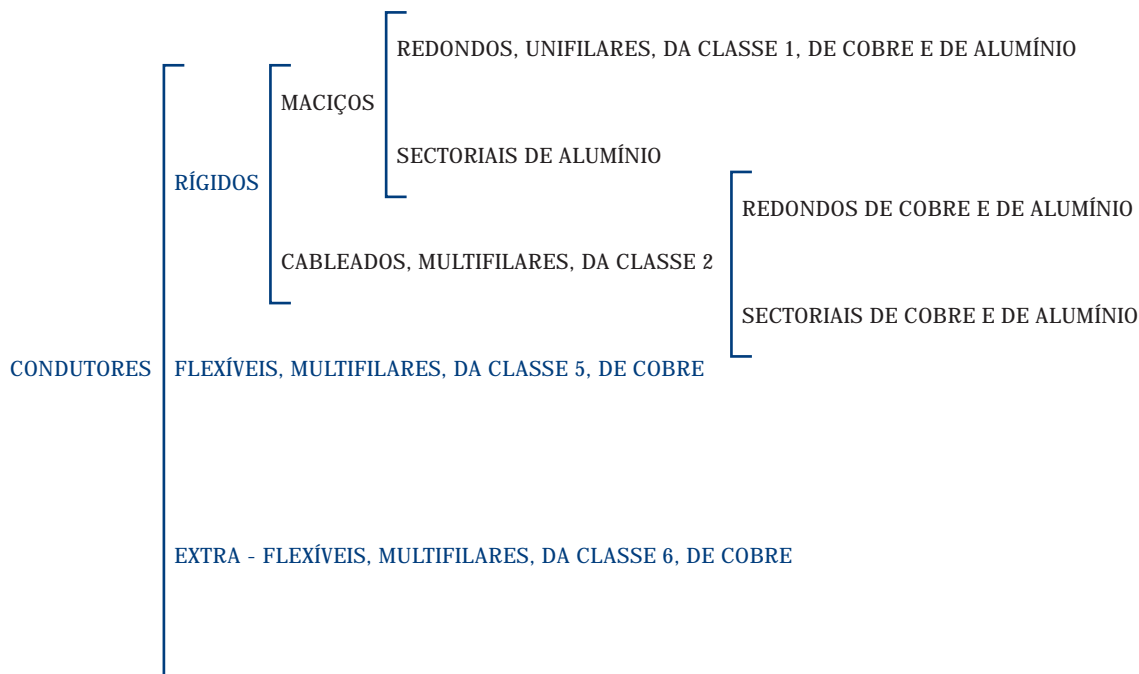 REDONDOS, UNIFILARES, DA CLASSE 1, DE COBRE E DE ALUMÍNIO
MACIÇOS
SECTORIAIS DE ALUMÍNIO
RÍGIDOS
REDONDOS DE COBRE E DE ALUMÍNIO
CABLEADOS, MULTIFILARES, DA CLASSE 2
SECTORIAIS DE COBRE E DE ALUMÍNIO
CONDUTORES
FLEXÍVEIS, MULTIFILARES, DA CLASSE 5, DE COBRE
EXTRA - FLEXÍVEIS, MULTIFILARES, DA CLASSE 6, DE COBRE